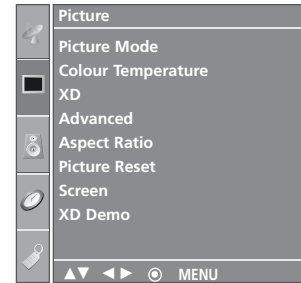 Picture
Picture Mode
Colour Temperature
XD
Advanced
Aspect Ratio
Picture Reset
Screen
XD Demo
▲▼ ◄► ⦿ MENU